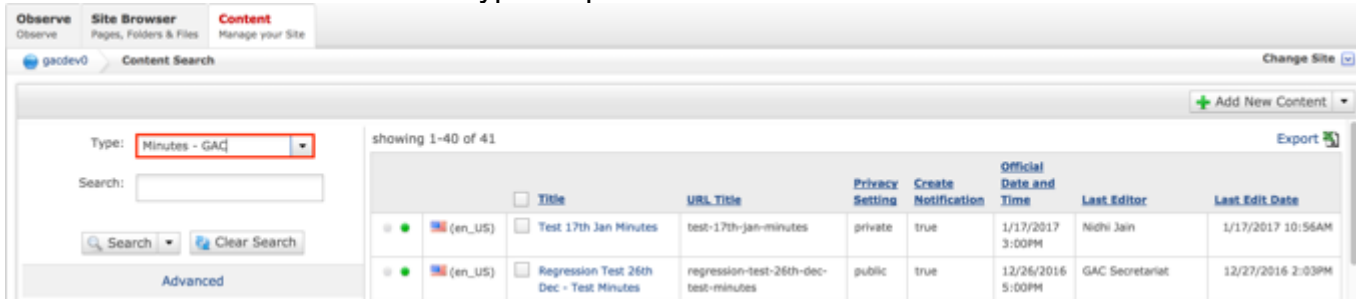 Observe Site Browser Content
Observe Pages, Folders & Files Manage your Site
gacdev0 Content Search Change Site
Add New Content
Type: Minutes - GAC
showing 1-40 of 41 Export
Search:
Title URL Title Privacy Setting Create Notification Official Date and Time Last Editor Last Edit Date
(en_US) Test 17th Jan Minutes test-17th-jan-minutes private true 1/17/2017 3:00PM Nidhi Jain 1/17/2017 10:56AM
Search Clear Search
(en_US) Regression Test 26th Dec - Test Minutes regression-test-26th-dec-test-minutes public true 12/26/2016 5:00PM GAC Secretariat 12/27/2016 2:03PM
Advanced